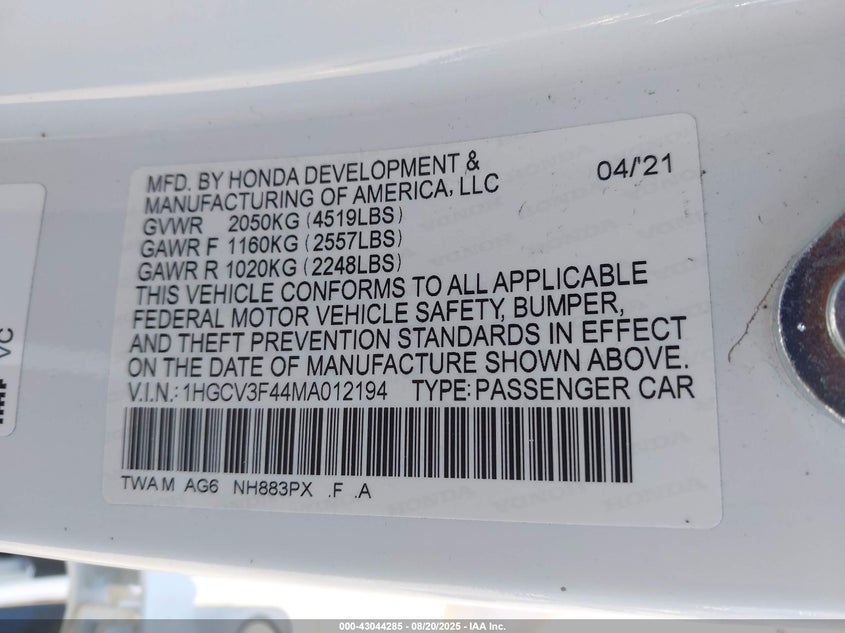 MFD. BY HONDA DEVELOPMENT & 04/'21
MANUFACTURING OF AMERICA, LLC
GVWR 2050KG (4519LBS)
GAWR F 1160KG (2557LBS)
GAWR R 1020KG (2248LBS)
THIS VEHICLE CONFORMS TO ALL APPLICABLE
FEDERAL MOTOR VEHICLE SAFETY, BUMPER,
AND THEFT PREVENTION STANDARDS IN EFFECT
ON THE DATE OF MANUFACTURE SHOWN ABOVE.
V.I.N.: 1HGCV3F44MA012194 TYPE: PASSENGER CAR
TWA M AG6 NH883PX .F .A
VC
000-43044285 - 08/20/2025 - IAA Inc.